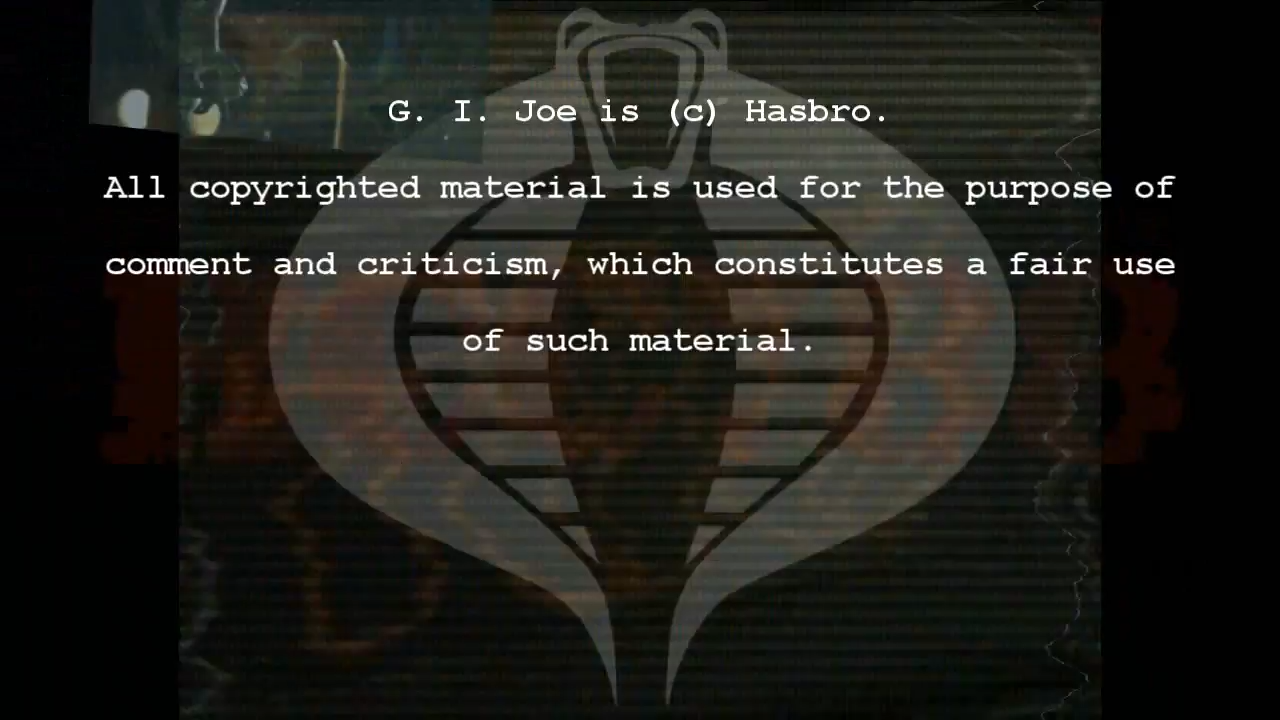 G. I. Joe is (c) Hasbro.
All copyrighted material is used for the purpose of
comment and criticism, which constitutes a fair use
of such material.